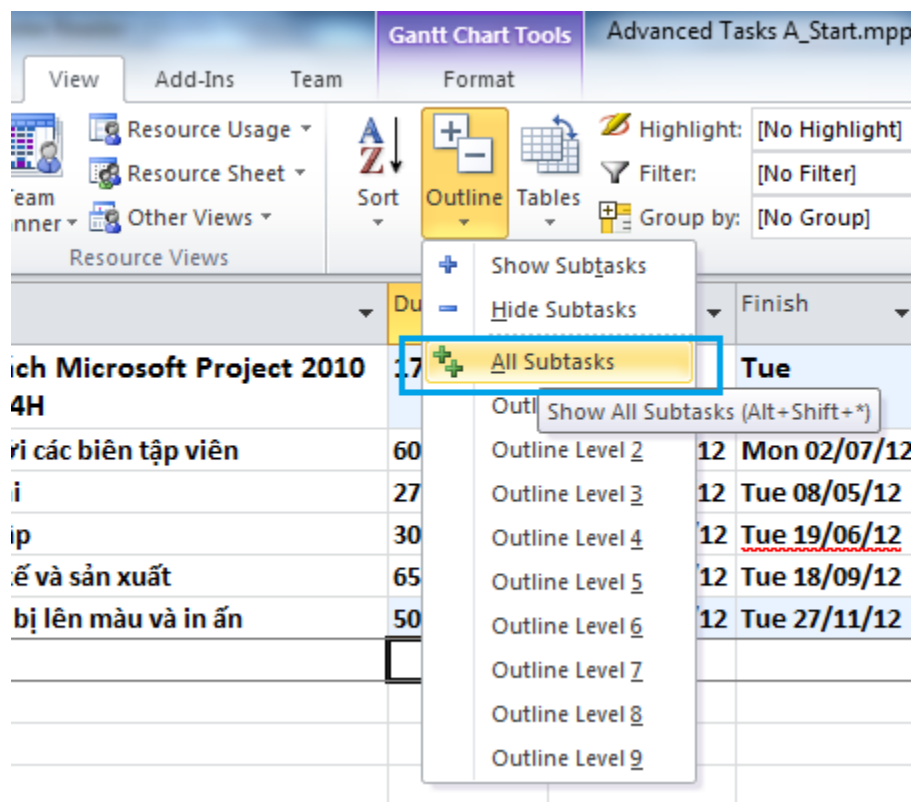 Gantt Chart Tools Advanced Tasks A_Start.mpp
View Add-Ins Team Format
Resource Usage
Resource Sheet
Other Views
Resource Views
Sort
Outline
Tables
Highlight: [No Highlight]
Filter: [No Filter]
Group by: [No Group]
Show Subtasks
Hide Subtasks
All Subtasks
Show All Subtasks (Alt+Shift+*)
Outline Level 2
Outline Level 3
Outline Level 4
Outline Level 5
Outline Level 6
Outline Level 7
Outline Level 8
Outline Level 9
Du Finish
Microsoft Project 2010 17 Tue
4H
các biên tập viên 60 12 Mon 02/07/12
27 12 Tue 08/05/12
30 12 Tue 19/06/12
và sản xuất 65 12 Tue 18/09/12
bị lên màu và in ấn 50 12 Tue 27/11/12